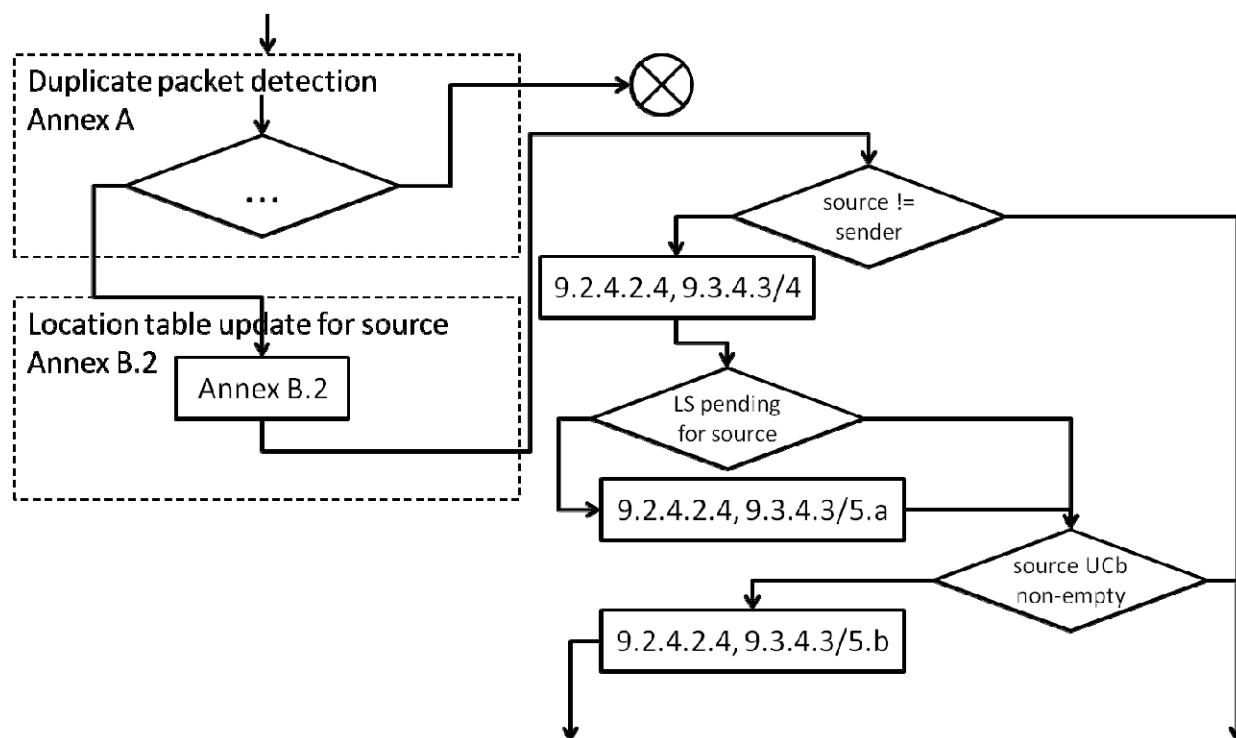 Duplicate packet detection
Annex A
...
source !=
sender
9.2.4.2.4, 9.3.4.3/4
Location table update for source
Annex B.2
Annex B.2
LS pending
for source
9.2.4.2.4, 9.3.4.3/5.a
source UCb
non-empty
9.2.4.2.4, 9.3.4.3/5.b